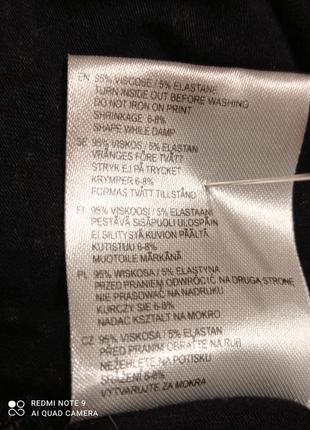 EN 95% VISCOSE / 5% ELASTANE
TURN INSIDE OUT BEFORE WASHING
DO NOT IRON ON PRINT
SHRINKAGE 6-8%
SHAPE WHILE DAMP
SE 95% VISKOS / 5% ELASTAN
VRÄNGES FÖRE TVÄTT
STRYK EJ PÅ TRYCKET
KRYMPER 6-8%
FORMAS TVÄTT TILLSTÅND
FI 95% VISKOOSI / 5% ELASTAANI
PESTÄVÄ SISÄPUOLI ULOSPÄIN
EI SILITYSTÄ KUVION PÄÄLTÄ
KUTISTUU 6-8%
MUOTOILE MÄRKÄNÄ
PL 95% WISKOZA / 5% ELASTYNA
PRZED PRANIEM ODWRÓCIĆ NA DRUGĄ STRONĘ
NIE PRASOWAĆ NA NADRUKU
KURCZY SIĘ 6-8%
NADAĆ KSZTAŁT NA MOKRO
CZ 95% VISKOZA / 5% ELASTAN
PŘED PRANÍM OBRAŤTE NA RUB
NEŽEHLETE NA POTISKU
SRÁŽENÍ 6-8%
VYTVARUJTE ZA MOKRA
REDMI NOTE 9
AI QUAD CAMERA